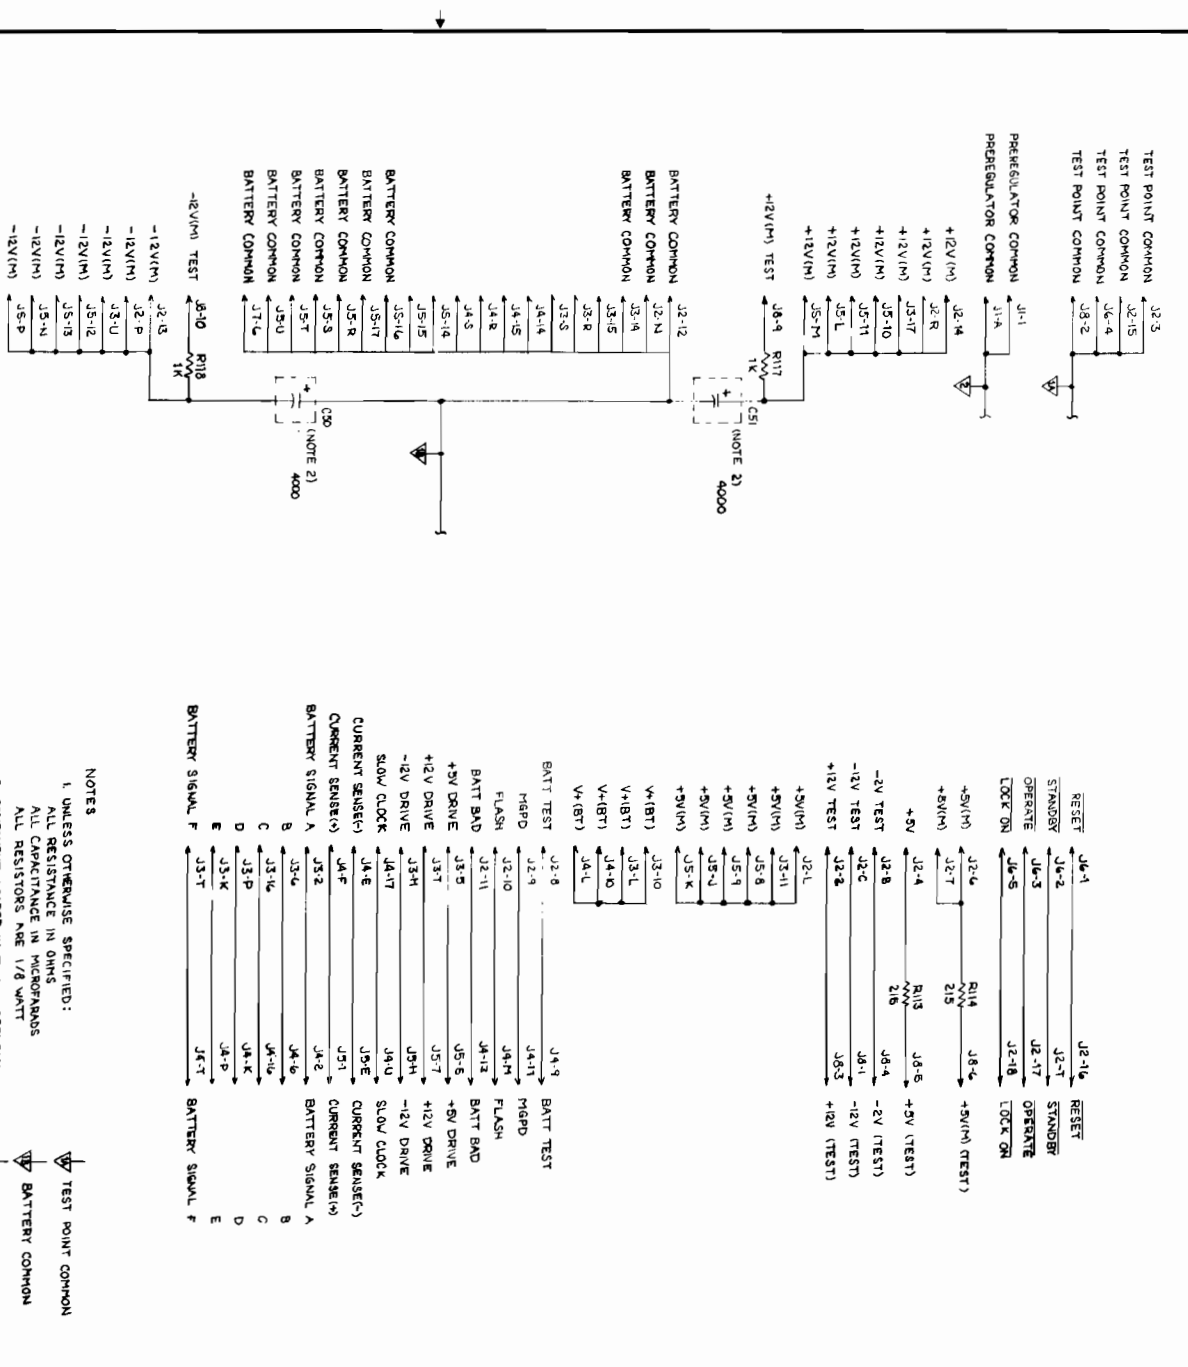 TEST POINT COMMON J2-3
TEST POINT COMMON J2-15
TEST POINT COMMON J6-4
TEST POINT COMMON J8-2
1A
PREREGULATOR COMMON J1-1
PREREGULATOR COMMON J1-A
2
+12V(M) J2-14
+12V(M) J2-R
+12V(M) J3-17
+12V(M) J5-10
+12V(M) J5-11
+12V(M) J5-L
+12V(M) J5-M
+12V(M) TEST J8-9 R117
1K
C51
(NOTE 2)
4000
BATTERY COMMON J2-12
BATTERY COMMON J2-N
BATTERY COMMON J3-14
J3-15
J3-R
J3-S
J4-14
J4-15
J4-R
J4-S
J5-14
J5-15
BATTERY COMMON J5-16
BATTERY COMMON J5-17
BATTERY COMMON J5-R
BATTERY COMMON J5-S
BATTERY COMMON J5-T
BATTERY COMMON J5-U
BATTERY COMMON J7-6
C50
(NOTE 2)
4000
-12V(M) TEST J8-10 R118
1K
-12V(M) J2-13
-12V(M) J2-P
-12V(M) J3-U
-12V(M) J5-12
-12V(M) J5-13
-12V(M) J5-N
-12V(M) J5-P
RESET J6-1 J2-16 RESET
STANDBY J6-2 J2-T STANDBY
OPERATE J6-3 J2-17 OPERATE
LOCK ON J6-5 J2-18 LOCK ON
+5V(M) J2-6 R114 J8-6 +5V(M) (TEST)
+5V(M) J2-T 215
+5V J2-4 R113 J8-5 +5V (TEST)
215
-2V TEST J2-B J8-4 -2V (TEST)
-12V TEST J2-C J8-1 -12V (TEST)
+12V TEST J2-2 J8-3 +12V (TEST)
+5V(M) J2-L
+5V(M) J3-11
+5V(M) J5-8
+5V(M) J5-9
+5V(M) J5-J
+5V(M) J5-K
V+(BT) J3-10
V+(BT) J3-L
V+(BT) J4-10
V+(BT) J4-L
BATT TEST J2-8 J4-9 BATT TEST
MGPD J2-9 J4-11 MGPD
FLASH J2-10 J4-M FLASH
BATT BAD J2-11 J4-12 BATT BAD
+5V DRIVE J3-5 J5-6 +5V DRIVE
+12V DRIVE J3-T J5-7 +12V DRIVE
-12V DRIVE J3-M J5-H -12V DRIVE
SLOW CLOCK J4-17 J4-U SLOW CLOCK
CURRENT SENSE(-) J4-E J5-E CURRENT SENSE(-)
CURRENT SENSE(+) J4-F J5-1 CURRENT SENSE(+)
BATTERY SIGNAL A J3-2 J4-2 BATTERY SIGNAL A
B J3-6 J4-6 B
C J3-16 J4-16 C
D J3-P J4-K D
E J3-K J4-P E
BATTERY SIGNAL F J3-T J4-T BATTERY SIGNAL F
NOTES
1. UNLESS OTHERWISE SPECIFIED:
ALL RESISTANCE IN OHMS
ALL CAPACITANCE IN MICROFARADS
ALL RESISTORS ARE 1/8 WATT
1A TEST POINT COMMON
1B BATTERY COMMON